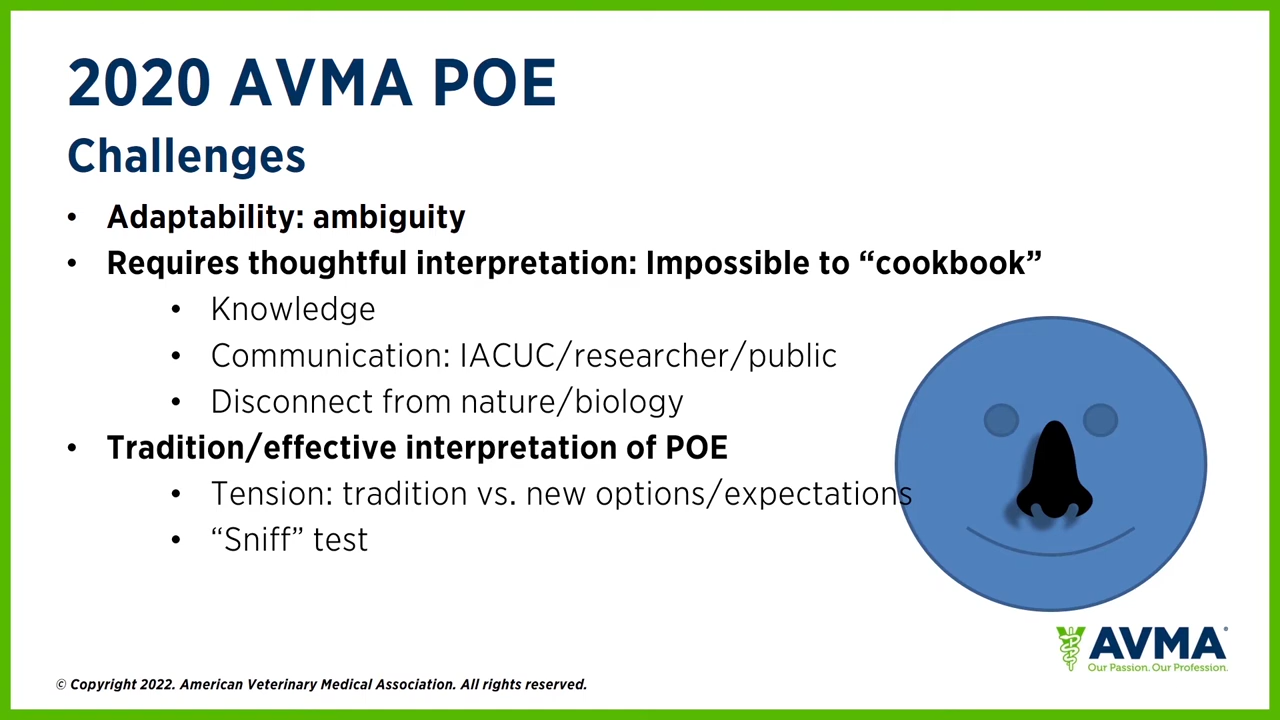 2020 AVMA POE
Challenges
• Adaptability: ambiguity
• Requires thoughtful interpretation: Impossible to “cookbook”
• Knowledge
• Communication: IACUC/researcher/public
• Disconnect from nature/biology
• Tradition/effective interpretation of POE
• Tension: tradition vs. new options/expectations
• “Sniff” test
AVMA®
Our Passion. Our Profession.
© Copyright 2022. American Veterinary Medical Association. All rights reserved.